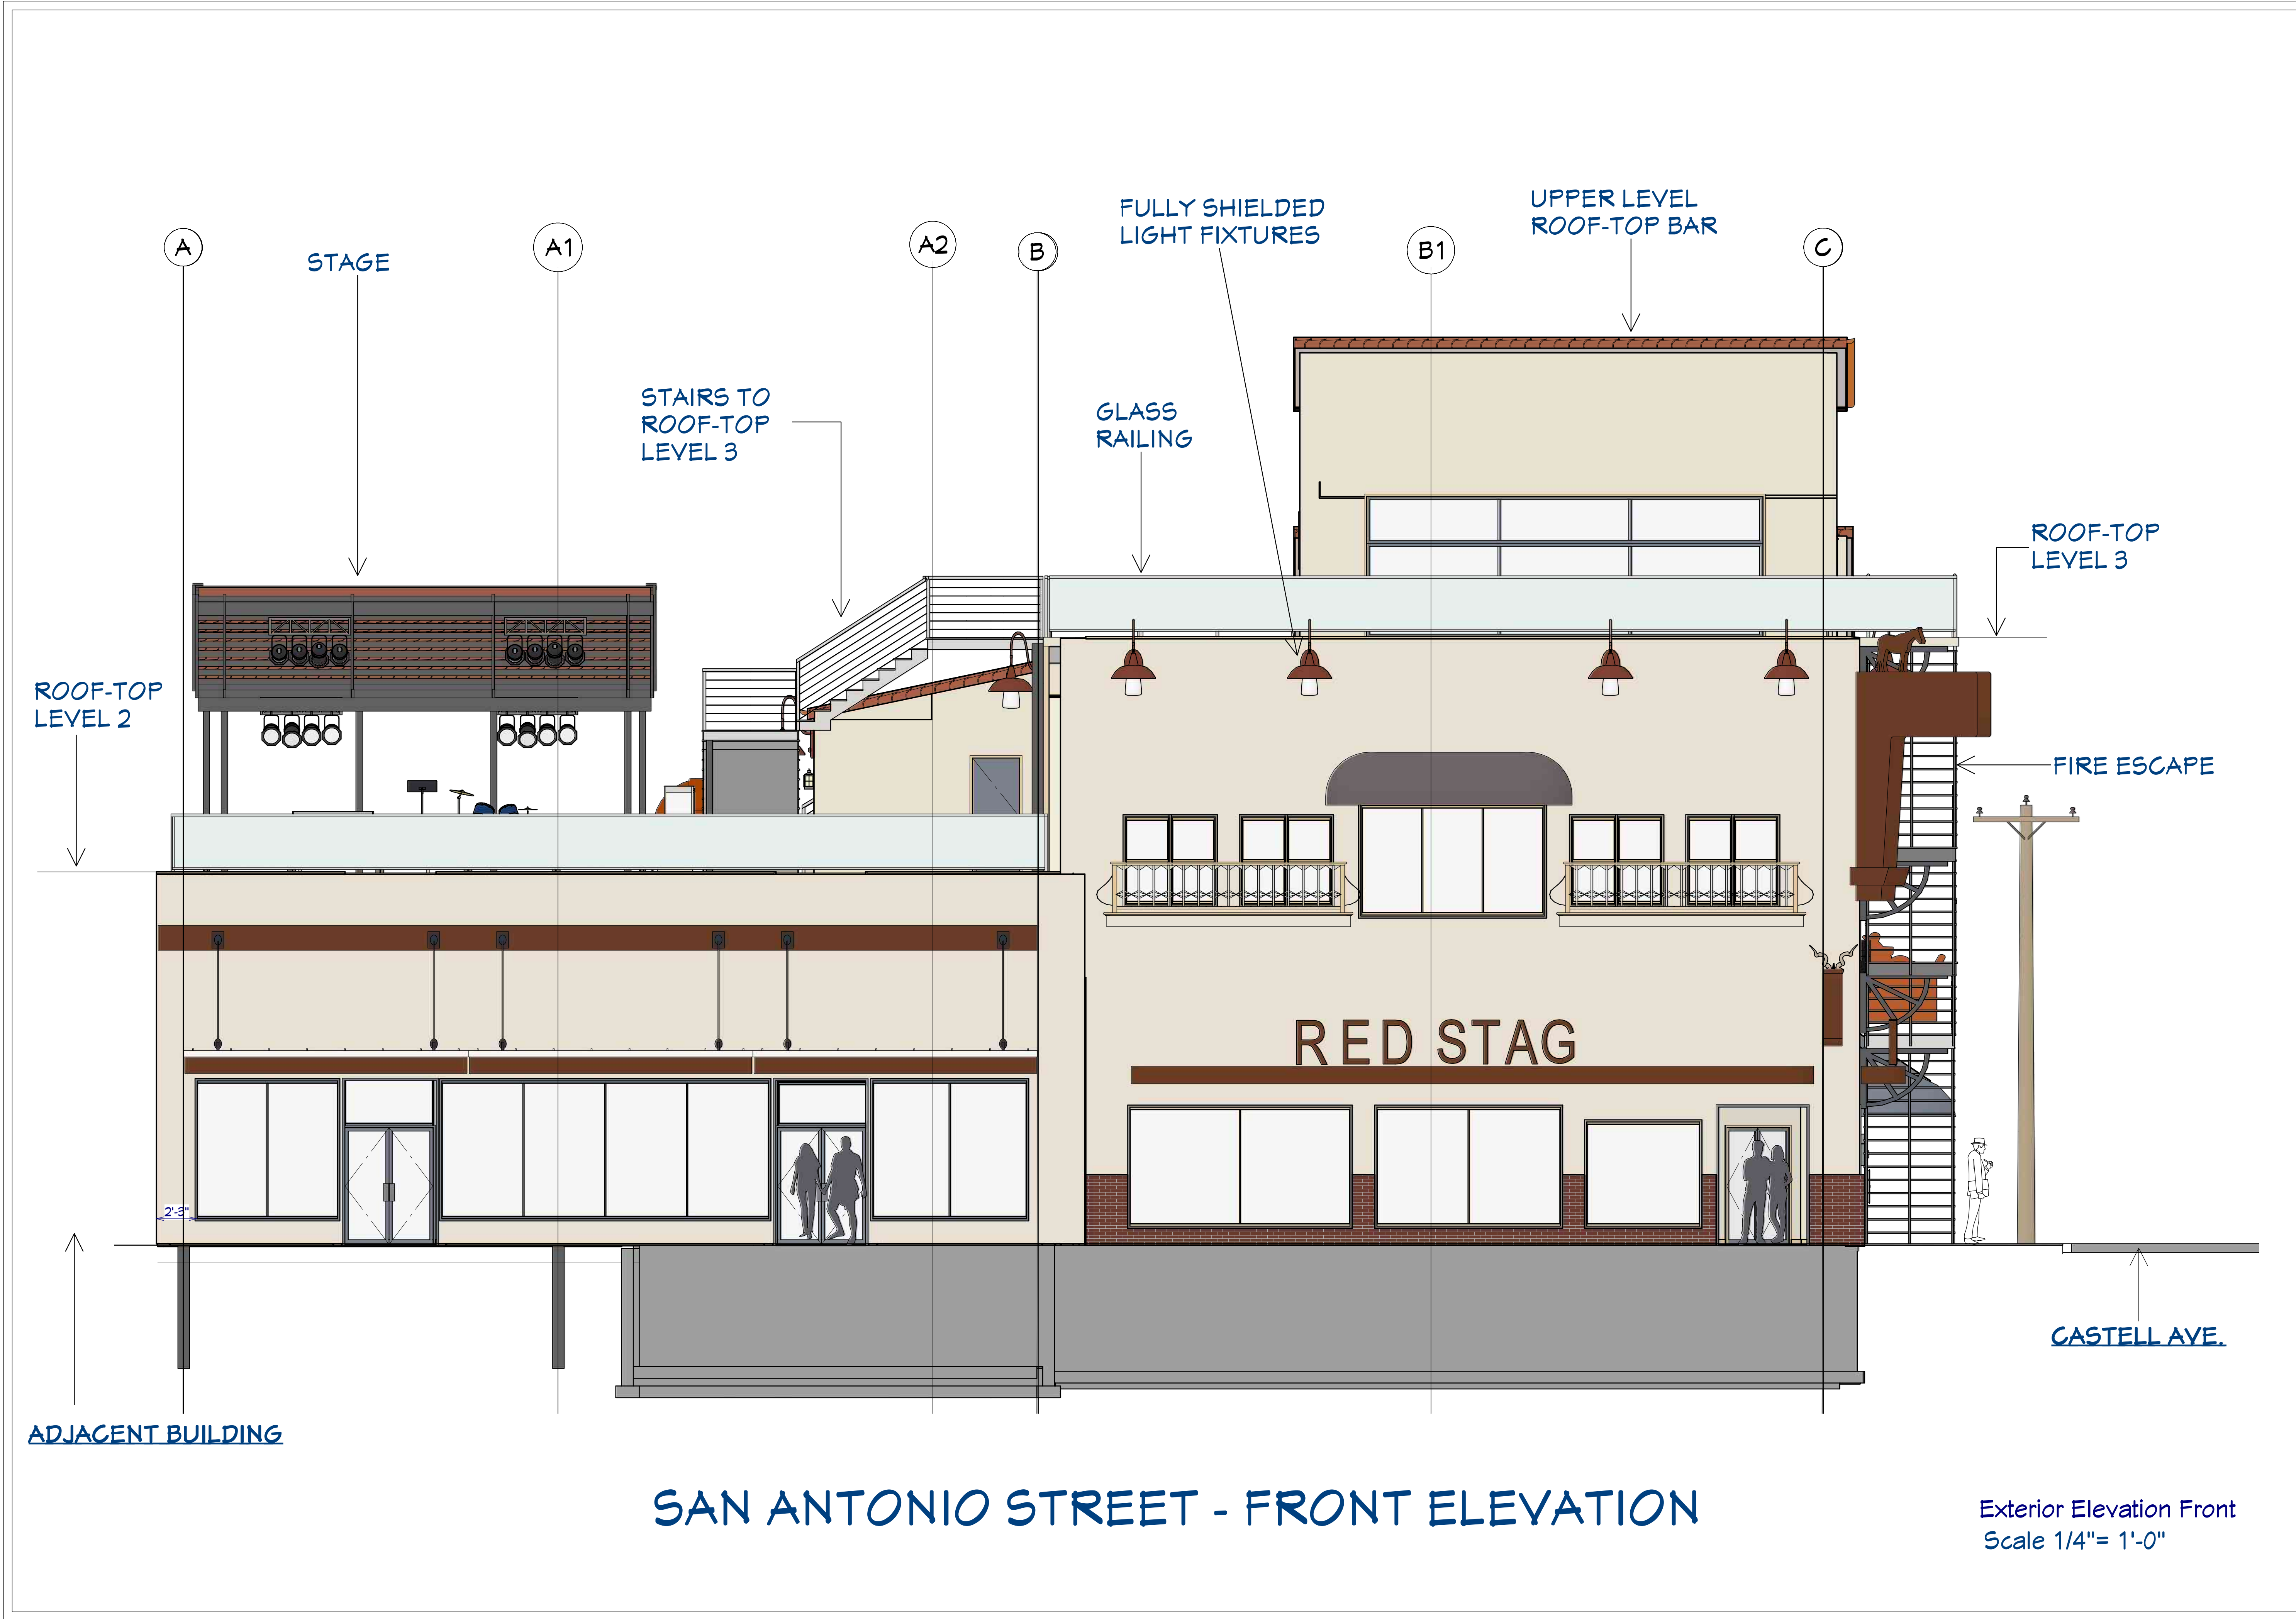 FULLY SHIELDED
LIGHT FIXTURES
UPPER LEVEL
ROOF-TOP BAR
A
STAGE
A1
A2
B
B1
C
STAIRS TO
ROOF-TOP
LEVEL 3
GLASS
RAILING
ROOF-TOP
LEVEL 3
ROOF-TOP
LEVEL 2
FIRE ESCAPE
RED STAG
2'-3"
CASTELL AVE.
ADJACENT BUILDING
SAN ANTONIO STREET - FRONT ELEVATION
Exterior Elevation Front
Scale 1/4"= 1'-0"